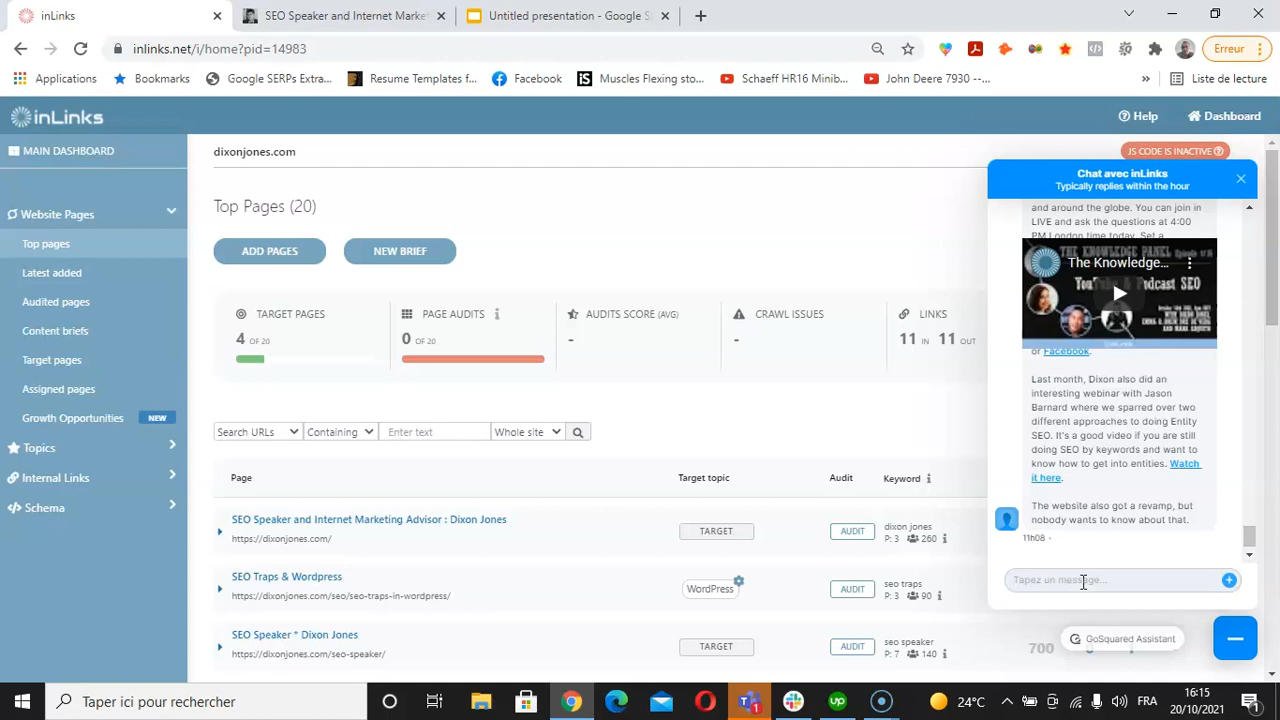 inLinks
SEO Speaker and Internet Market
Untitled presentation - Google S
inlinks.net/i/home?pid=14983
Erreur
Applications
Bookmarks
Google SERPs Extra...
Resume Templates f...
Facebook
Muscles Flexing sto...
Schaeff HR16 Minib...
John Deere 7930 -...
»
Liste de lecture
inLinks
Help
Dashboard
MAIN DASHBOARD
Website Pages
Top pages
Latest added
Audited pages
Content briefs
Target pages
Assigned pages
Growth Opportunities NEW
Topics
Internal Links
Schema
dixonjones.com
JS CODE IS INACTIVE
Top Pages (20)
ADD PAGES
NEW BRIEF
TARGET PAGES
4 OF 20
PAGE AUDITS
0 OF 20
AUDITS SCORE (AVG)
-
CRAWL ISSUES
-
LINKS
11 IN 11 OUT
Search URLs
Containing
Enter text
Whole site
Page
Target topic
Audit
Keyword
SEO Speaker and Internet Marketing Advisor : Dixon Jones
https://dixonjones.com/
TARGET
AUDIT
dixon jones
P: 3 260
SEO Traps & Wordpress
https://dixonjones.com/seo/seo-traps-in-wordpress/
WordPress
AUDIT
seo traps
P: 3 90
SEO Speaker * Dixon Jones
https://dixonjones.com/seo-speaker/
TARGET
AUDIT
seo speaker
P: 7 140
700
Chat avec inLinks
Typically replies within the hour
and around the globe. You can join in
LIVE and ask the questions at 4:00
PM London time today. Set a
The Knowledge...
THE KNOWLEDGE PANEL
YouTube & Podcast SEO
or Facebook.
Last month, Dixon also did an
interesting webinar with Jason
Barnard where we sparred over two
different approaches to doing Entity
SEO. It's a good video if you are still
doing SEO by keywords and want to
know how to get into entities. Watch
it here.
The website also got a revamp, but
nobody wants to know about that.
11h08 ·
Tapez un message...
GoSquared Assistant
Taper ici pour rechercher
24°C
FRA
16:15
20/10/2021